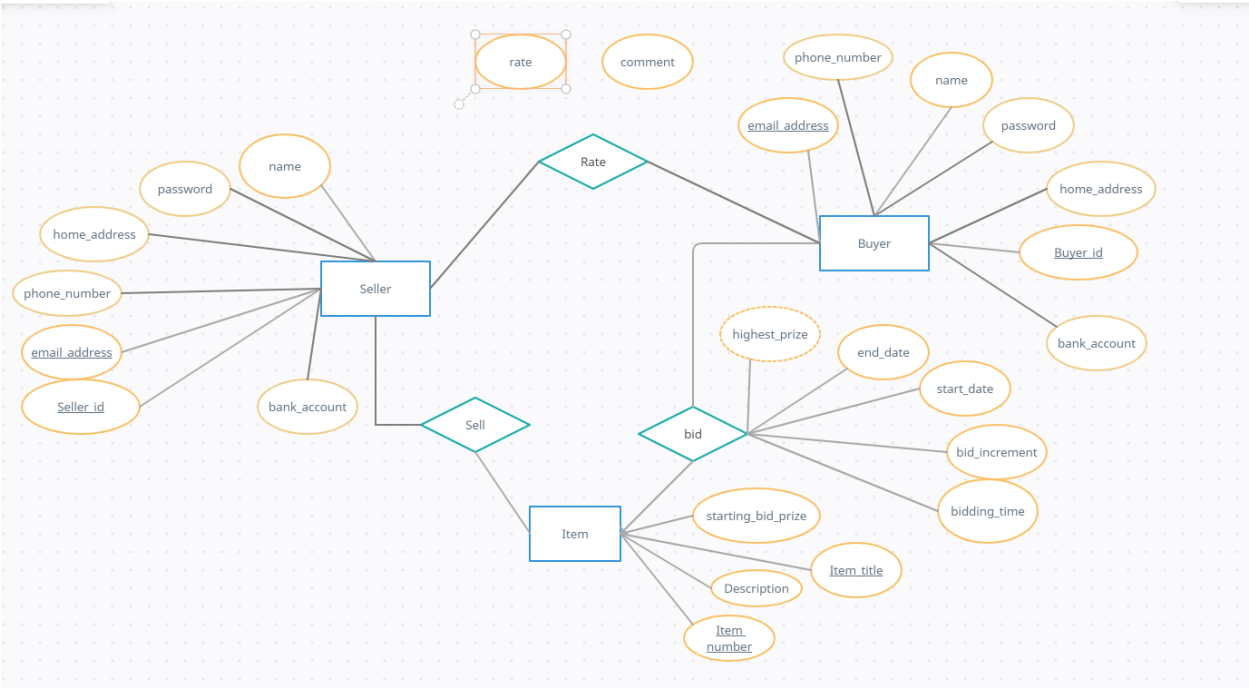 rate
comment
phone_number
name
email_address
password
Rate
name
password
home_address
home_address
Buyer
Buyer_id
Seller
phone_number
highest_prize
bank_account
email_address
end_date
start_date
Seller_id
bank_account
Sell
bid
bid_increment
bidding_time
starting_bid_prize
Item
Item_title
Description
Item_
number